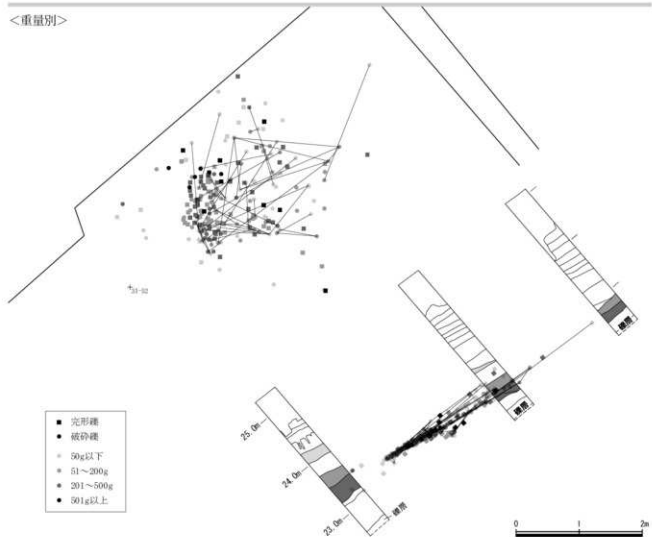 ＜重量別＞
完形礫
破砕礫
50g以下
51～200g
201～500g
501g以上
25.0m
24.0m
23.0m
礫層
礫層
礫層
0 1 2m